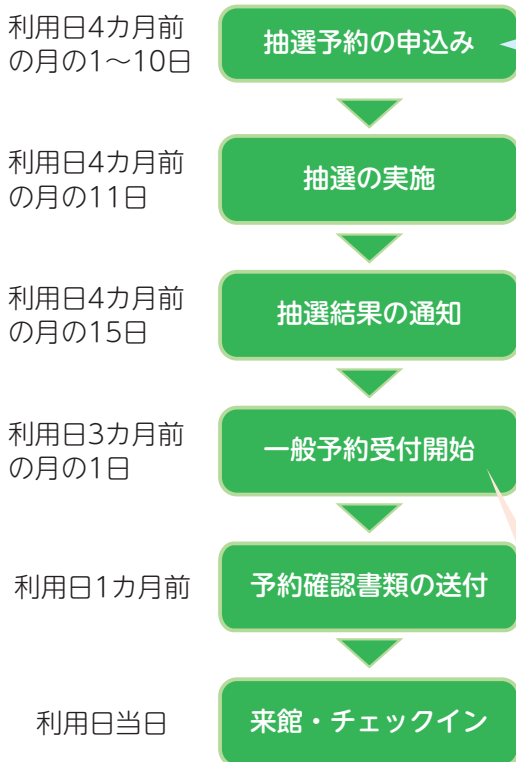 利用日4カ月前
の月の1〜10日
抽選予約の申込み
利用日4カ月前
の月の11日
抽選の実施
利用日4カ月前
の月の15日
抽選結果の通知
利用日3カ月前
の月の1日
一般予約受付開始
利用日1カ月前
予約確認書類の送付
利用日当日
来館・チェックイン